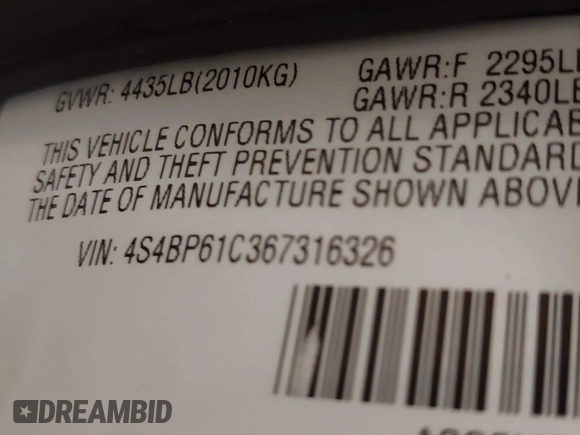 GVWR: 4435LB(2010KG) GAWR:F 2295L
GAWR:R 2340L
THIS VEHICLE CONFORMS TO ALL APPLICAB
SAFETY AND THEFT PREVENTION STANDARD
THE DATE OF MANUFACTURE SHOWN ABOV
VIN: 4S4BP61C367316326
DREAMBID